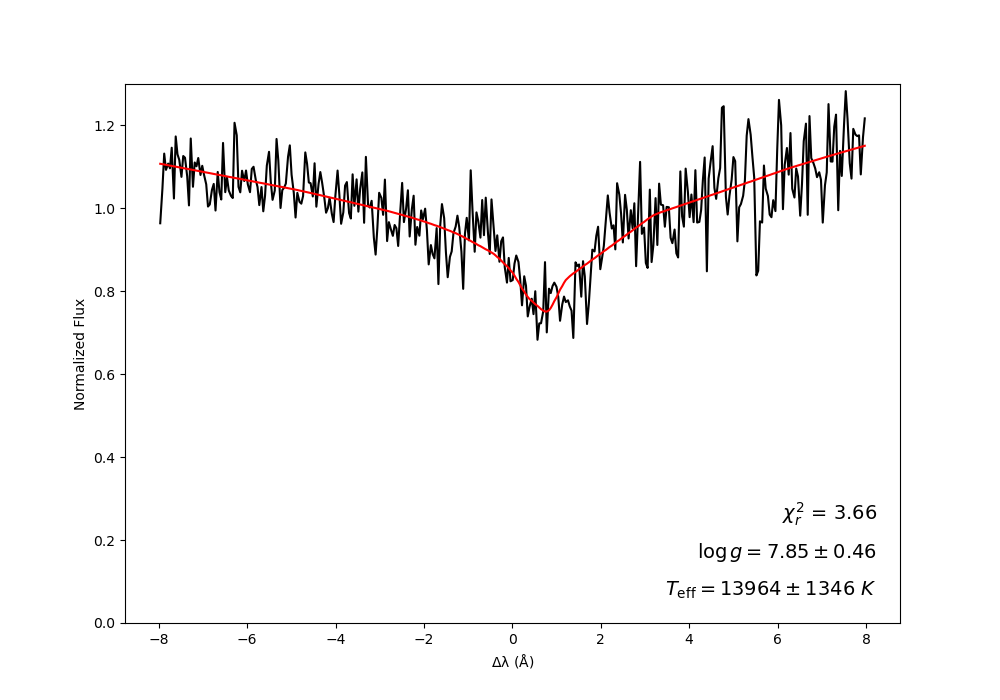 1.2
1.0
0.8
0.6
0.4
0.2
0.0
Normalized Flux
χ²ᵣ = 3.66
log g = 7.85 ± 0.46
T_eff = 13964 ± 1346 K
−8 −6 −4 −2 0 2 4 6 8
Δλ (Å)